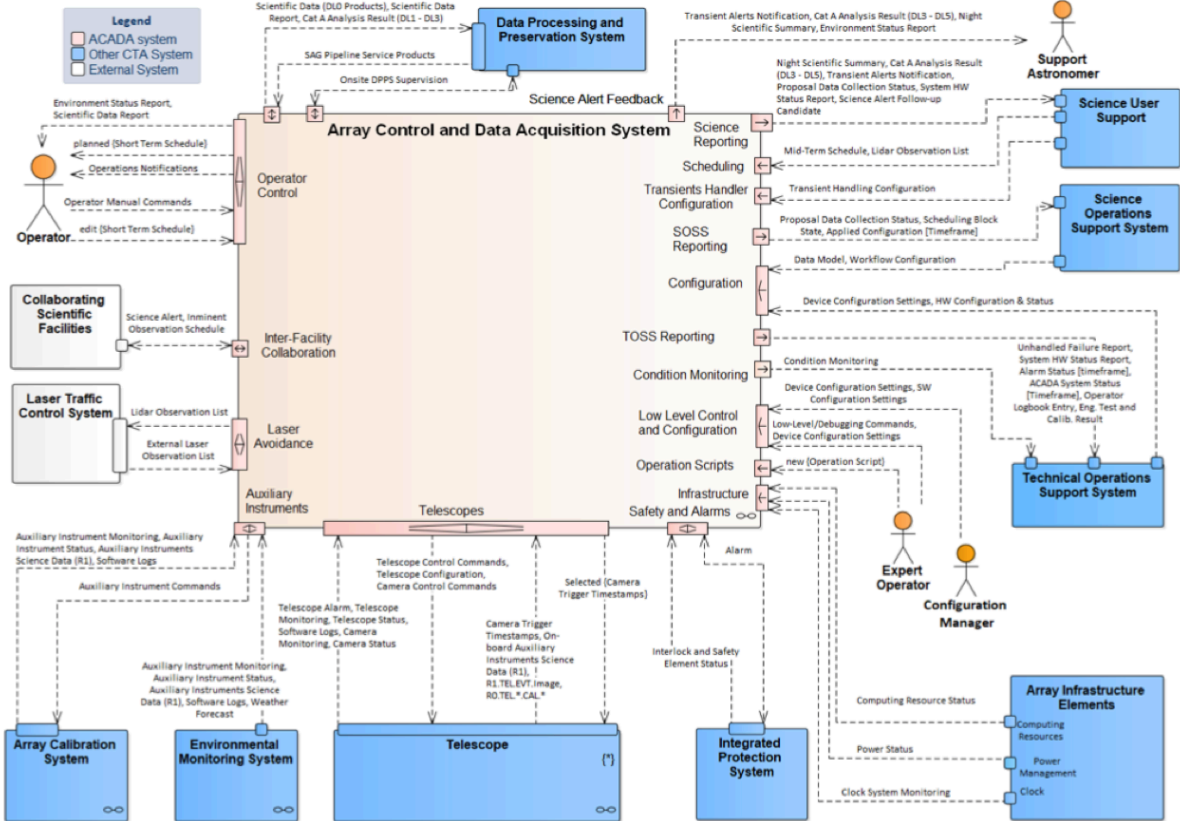 Legend
ACADA system
Other CTA System
External System
Scientific Data (DL0 Products), Scientific Data
Report, Cat A Analysis Result (DL1 - DL3)
SAG Pipeline Service Products
Onsite DPPS Supervision
Data Processing and
Preservation System
Transient Alerts Notification, Cat A Analysis Result (DL3 - DL5), Night
Scientific Summary, Environment Status Report
Support
Astronomer
Science Alert Feedback
Night Scientific Summary, Cat A Analysis Result
(DL3 - DL5), Transient Alerts Notification,
Proposal Data Collection Status, System HW
Status Report, Science Alert Follow-up
Candidate
Science User
Support
Environment Status Report,
Scientific Data Report
planned {Short Term Schedule}
Operations Notifications
Operator Manual Commands
edit {Short Term Schedule}
Operator
Operator
Control
Array Control and Data Acquisition System
Science
Reporting
Scheduling
Mid-Term Schedule, Lidar Observation List
Transients Handler
Configuration
Transient Handling Configuration
SOSS
Reporting
Proposal Data Collection Status, Scheduling Block
State, Applied Configuration [Timeframe]
Science
Operations
Support System
Configuration
Data Model, Workflow Configuration
Device Configuration Settings, HW Configuration & Status
Collaborating
Scientific
Facilities
Science Alert, Inminent
Observation Schedule
Inter-Facility
Collaboration
TOSS Reporting
Unhandled Failure Report,
System HW Status Report,
Alarm Status [timeframe],
ACADA System Status
[Timeframe], Operator
Logbook Entry, Eng. Test and
Calib. Result
Condition Monitoring
Condition Monitoring
Laser Traffic
Control System
Lidar Observation List
External Laser
Observation List
Laser
Avoidance
Low Level Control
and Configuration
Device Configuration Settings, SW
Configuration Settings
Low-Level/Debugging Commands,
Device Configuration Settings
Operation Scripts
new {Operation Script}
Technical Operations
Support System
Infrastructure
Safety and Alarms
Auxiliary
Instruments
Telescopes
Expert
Operator
Configuration
Manager
Auxiliary Instrument Monitoring, Auxiliary
Instrument Status, Auxiliary Instruments
Science Data (R1), Software Logs
Auxiliary Instrument Commands
Auxiliary Instrument Monitoring,
Auxiliary Instrument Status,
Auxiliary Instruments Science
Data (R1), Software Logs, Weather
Forecast
Telescope Alarm, Telescope
Monitoring, Telescope Status,
Software Logs, Camera
Monitoring, Camera Status
Telescope Control Commands,
Telescope Configuration,
Camera Control Commands
Camera Trigger
Timestamps, On-
board Auxiliary
Instruments Science
Data (R1),
R1.TEL.EVT.Image,
R0.TEL.*.CAL.*
Selected {Camera
Trigger Timestamps}
Alarm
Interlock and Safety
Element Status
Computing Resource Status
Power Status
Clock System Monitoring
Array Calibration
System
Environmental
Monitoring System
Telescope
{*}
Integrated
Protection
System
Array Infrastructure
Elements
Computing
Resources
Power
Management
Clock